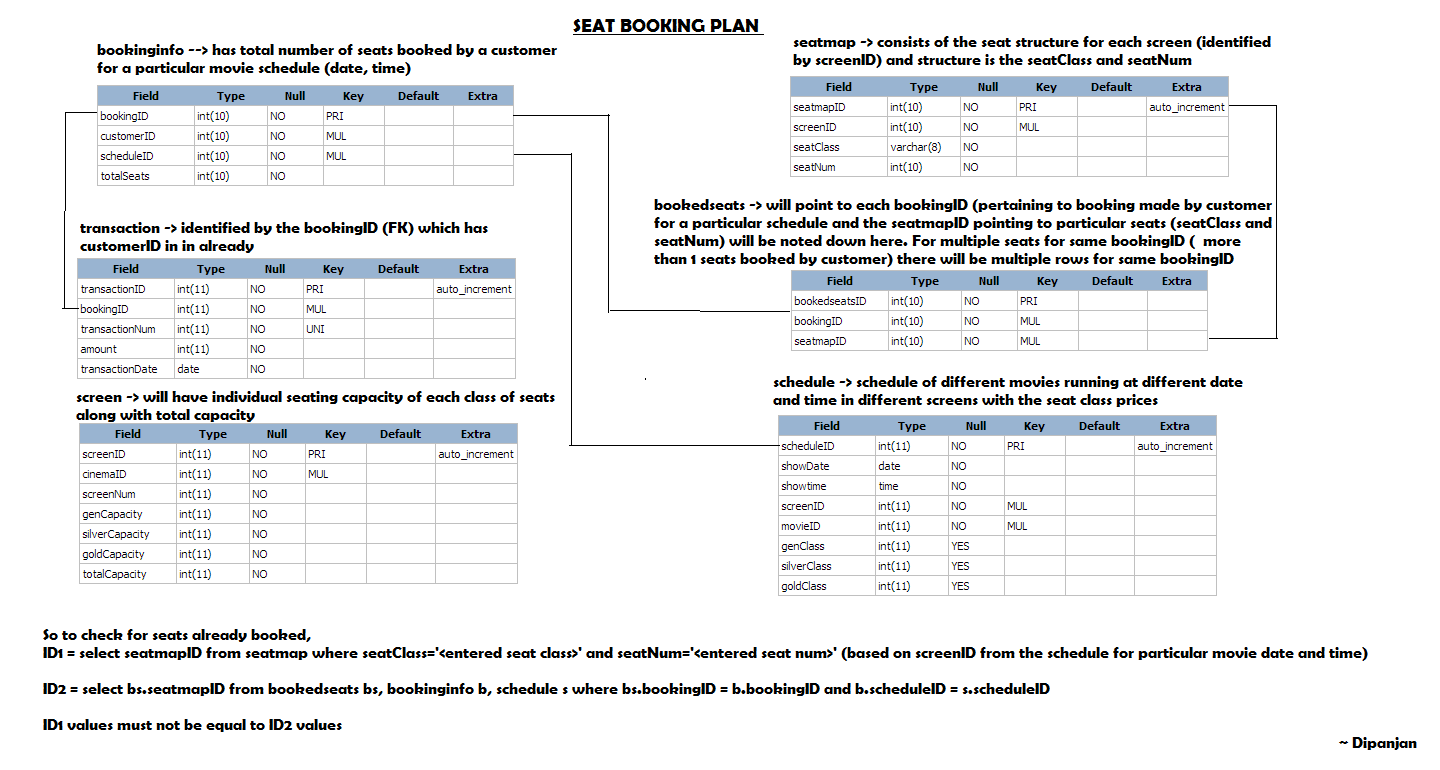 SEAT BOOKING PLAN
bookinginfo --> has total number of seats booked by a customer
for a particular movie schedule (date, time)
Field Type Null Key Default Extra
bookingID int(10) NO PRI
customerID int(10) NO MUL
scheduleID int(10) NO MUL
totalSeats int(10) NO
seatmap -> consists of the seat structure for each screen (identified
by screenID) and structure is the seatClass and seatNum
Field Type Null Key Default Extra
seatmapID int(10) NO PRI auto_increment
screenID int(10) NO MUL
seatClass varchar(8) NO
seatNum int(10) NO
transaction -> identified by the bookingID (FK) which has
customerID in in already
Field Type Null Key Default Extra
transactionID int(11) NO PRI auto_increment
bookingID int(11) NO MUL
transactionNum int(11) NO UNI
amount int(11) NO
transactionDate date NO
bookedseats -> will point to each bookingID (pertaining to booking made by customer
for a particular schedule and the seatmapID pointing to particular seats (seatClass and
seatNum) will be noted down here. For multiple seats for same bookingID ( more
than 1 seats booked by customer) there will be multiple rows for same bookingID
Field Type Null Key Default Extra
bookedseatsID int(10) NO PRI
bookingID int(10) NO MUL
seatmapID int(10) NO MUL
screen -> will have individual seating capacity of each class of seats
along with total capacity
Field Type Null Key Default Extra
screenID int(11) NO PRI auto_increment
cinemaID int(11) NO MUL
screenNum int(11) NO
genCapacity int(11) NO
silverCapacity int(11) NO
goldCapacity int(11) NO
totalCapacity int(11) NO
schedule -> schedule of different movies running at different date
and time in different screens with the seat class prices
Field Type Null Key Default Extra
scheduleID int(11) NO PRI auto_increment
showDate date NO
showtime time NO
screenID int(11) NO MUL
movieID int(11) NO MUL
genClass int(11) YES
silverClass int(11) YES
goldClass int(11) YES
So to check for seats already booked,
ID1 = select seatmapID from seatmap where seatClass='<entered seat class>' and seatNum='<entered seat num>' (based on screenID from the schedule for particular movie date and time)
ID2 = select bs.seatmapID from bookedseats bs, bookinginfo b, schedule s where bs.bookingID = b.bookingID and b.scheduleID = s.scheduleID
ID1 values must not be equal to ID2 values
~ Dipanjan